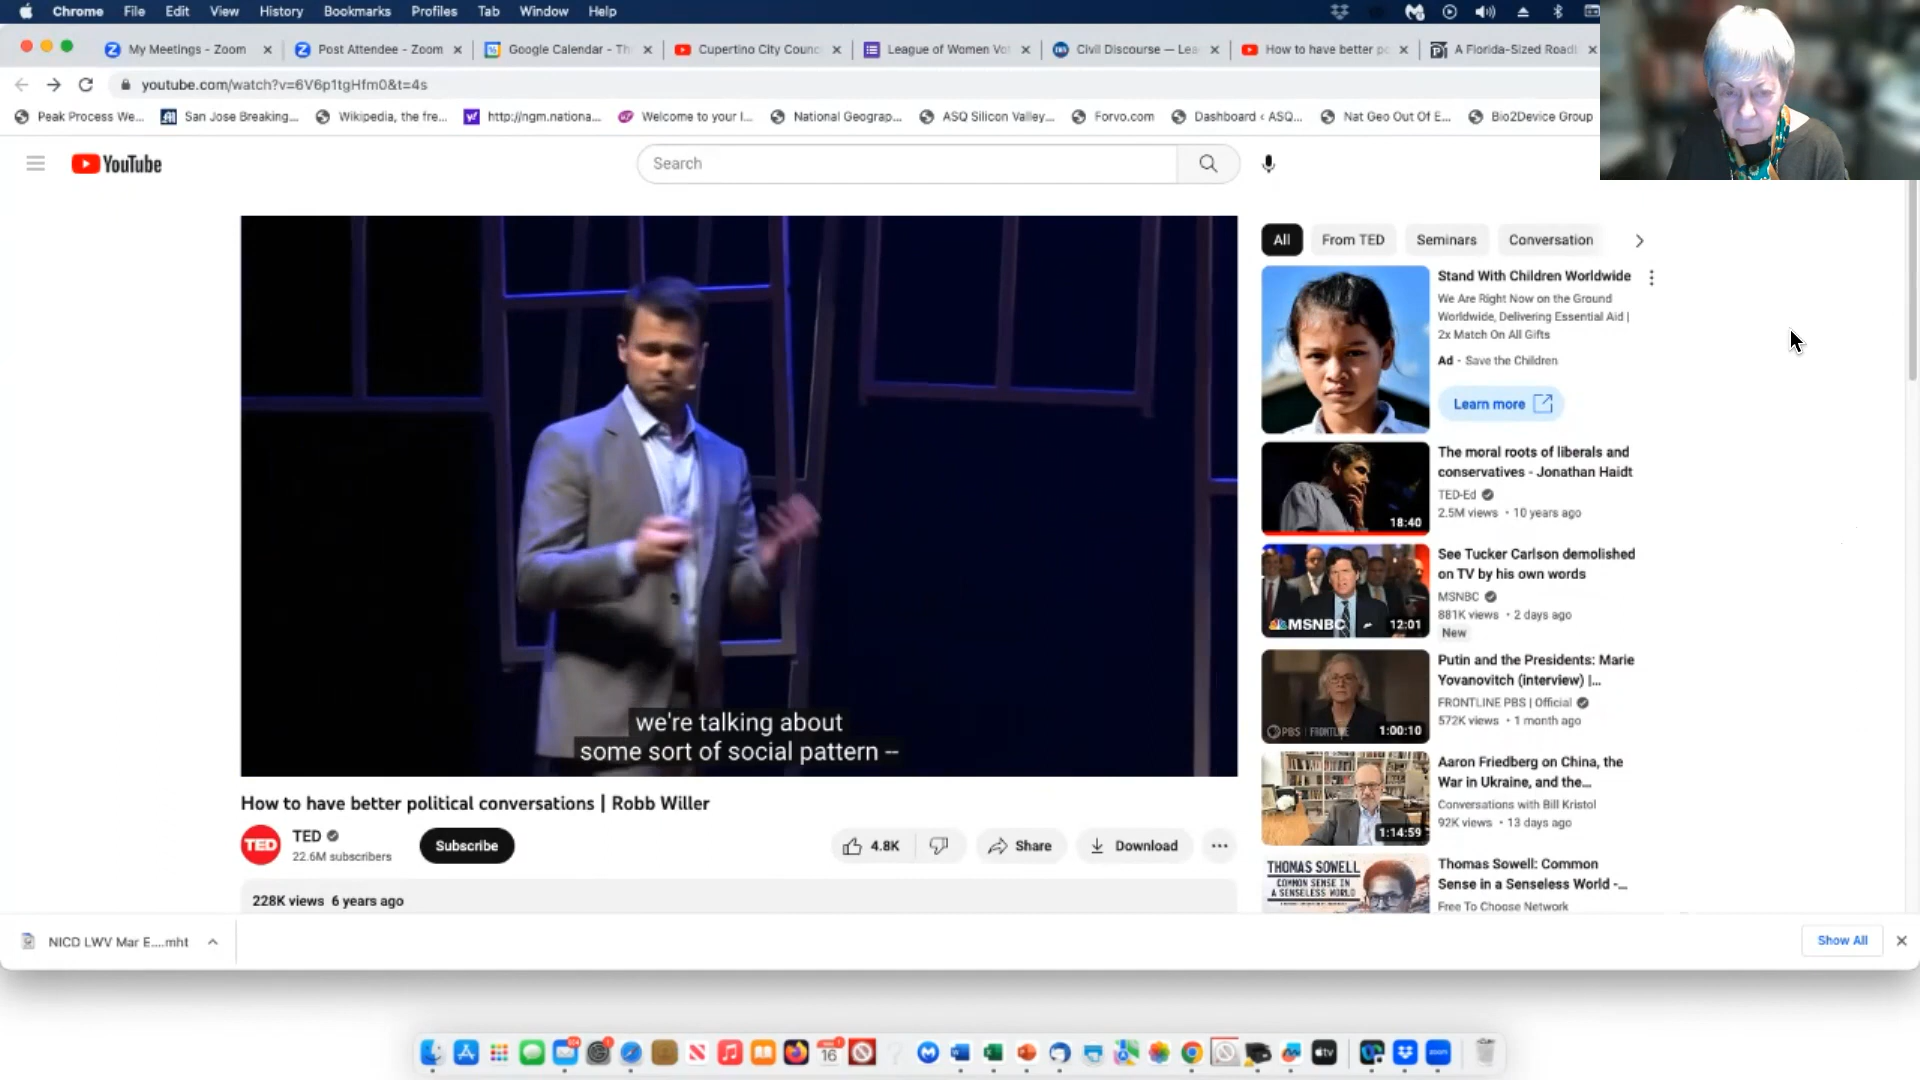 Chrome File Edit View History Bookmarks Profiles Tab Window Help
My Meetings - Zoom
Post Attendee - Zoom
Google Calendar - Th
Cupertino City Counc
League of Women Vot
Civil Discourse — Lea
How to have better po
A Florida-Sized Roadl
youtube.com/watch?v=6V6p1tgHfm0&t=4s
Peak Process We...
San Jose Breaking...
Wikipedia, the fre...
http://ngm.nationa...
Welcome to your l...
National Geograp...
ASQ Silicon Valley...
Forvo.com
Dashboard ‹ ASQ...
Nat Geo Out Of E...
Bio2Device Group
YouTube
Search
we're talking about
some sort of social pattern --
How to have better political conversations | Robb Willer
TED
TED
22.6M subscribers
Subscribe
4.8K
Share
Download
228K views 6 years ago
All
From TED
Seminars
Conversation
Stand With Children Worldwide
We Are Right Now on the Ground
Worldwide, Delivering Essential Aid |
2x Match On All Gifts
Ad - Save the Children
Learn more
18:40
The moral roots of liberals and
conservatives - Jonathan Haidt
TED-Ed
2.5M views • 10 years ago
MSNBC
12:01
See Tucker Carlson demolished
on TV by his own words
MSNBC
881K views • 2 days ago
New
PBS | FRONTLINE
1:00:10
Putin and the Presidents: Marie
Yovanovitch (interview) |...
FRONTLINE PBS | Official
572K views • 1 month ago
1:14:59
Aaron Friedberg on China, the
War in Ukraine, and the...
Conversations with Bill Kristol
92K views • 13 days ago
THOMAS SOWELL
COMMON SENSE IN
A SENSELESS WORLD
Thomas Sowell: Common
Sense in a Senseless World -...
Free To Choose Network
NICD LWV Mar E....mht
Show All
16
tv
zoom